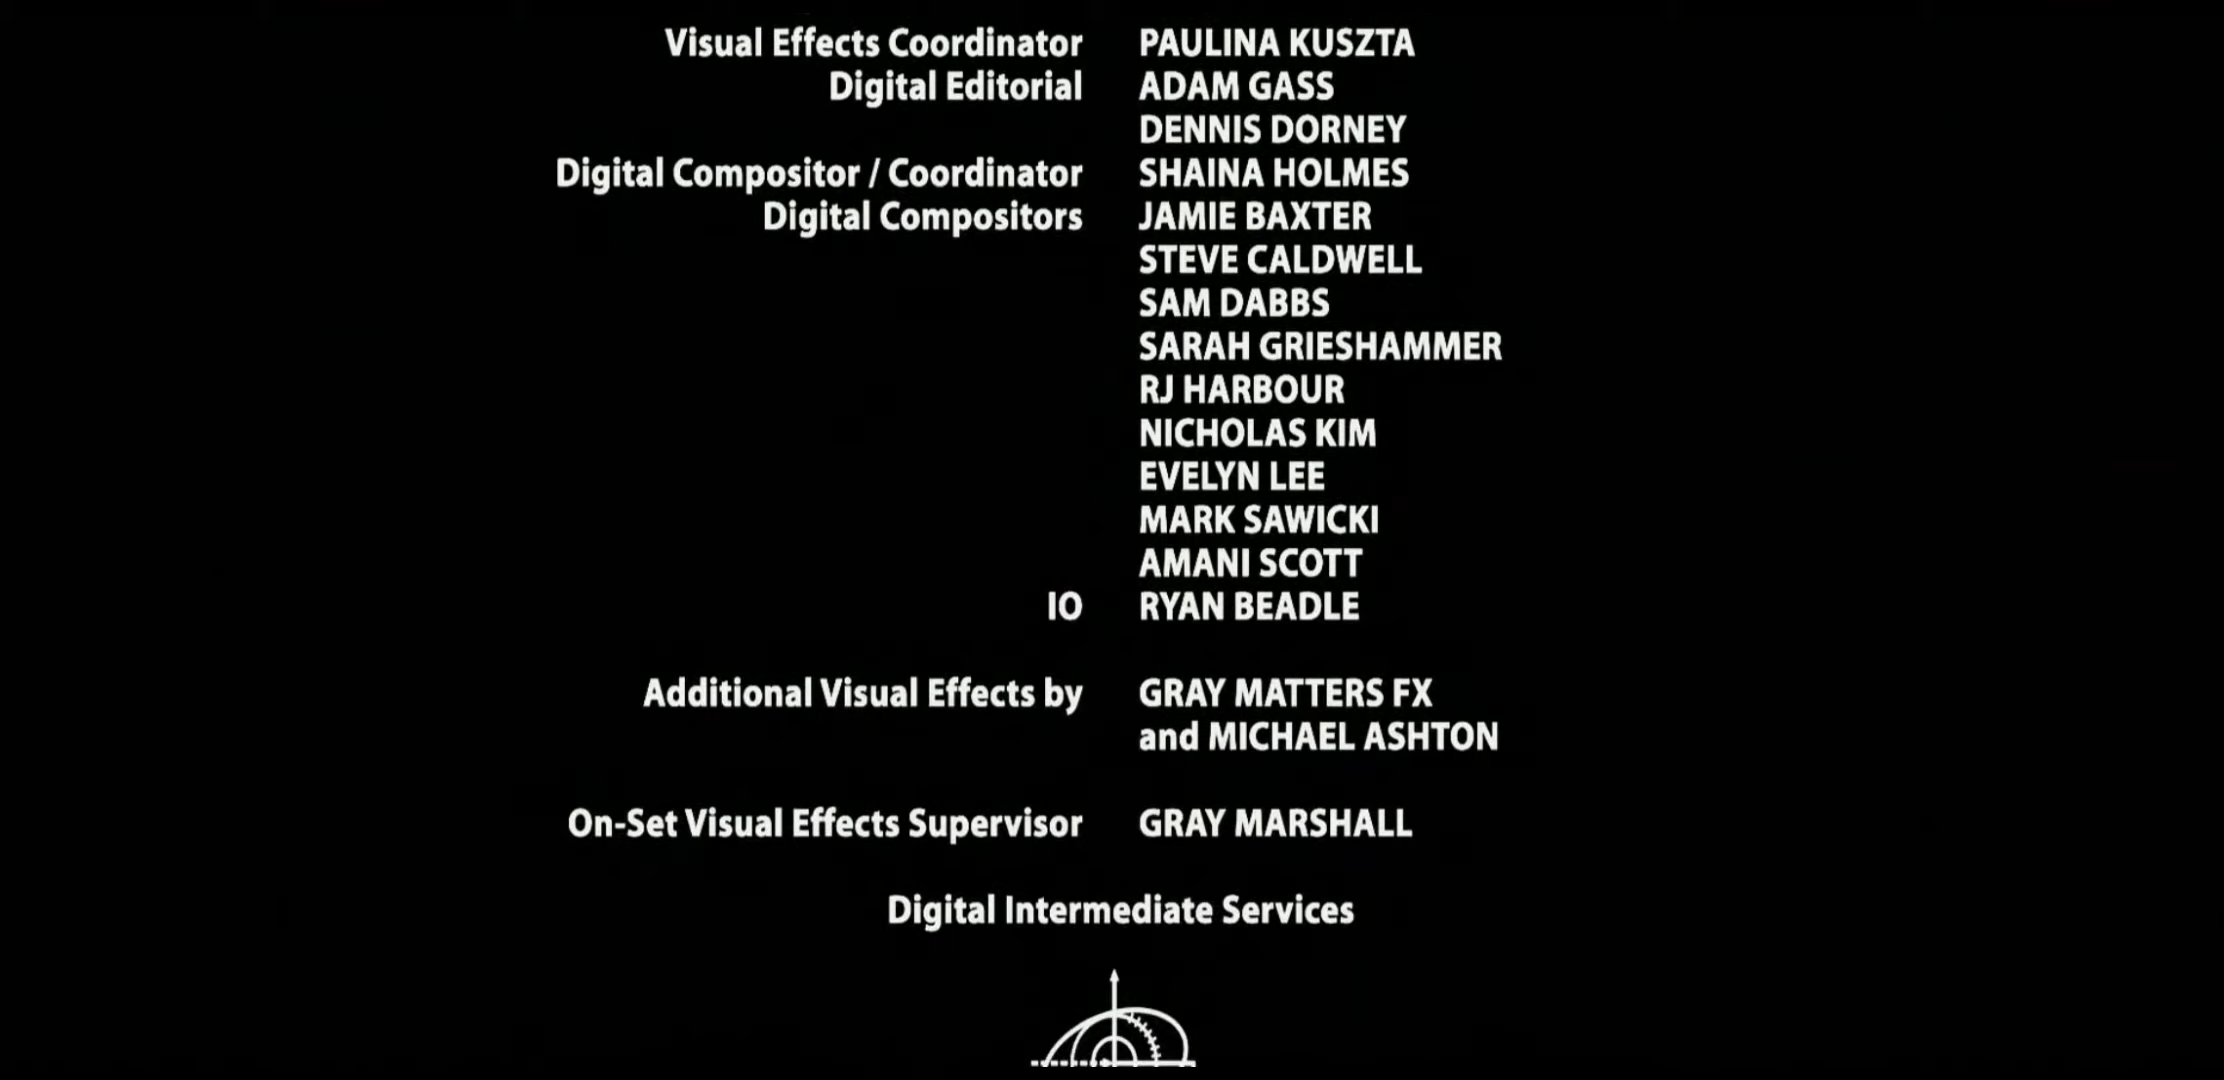 Visual Effects Coordinator PAULINA KUSZTA
Digital Editorial ADAM GASS
DENNIS DORNEY
Digital Compositor / Coordinator SHAINA HOLMES
Digital Compositors JAMIE BAXTER
STEVE CALDWELL
SAM DABBS
SARAH GRIESHAMMER
RJ HARBOUR
NICHOLAS KIM
EVELYN LEE
MARK SAWICKI
AMANI SCOTT
IO RYAN BEADLE
Additional Visual Effects by GRAY MATTERS FX
and MICHAEL ASHTON
On-Set Visual Effects Supervisor GRAY MARSHALL
Digital Intermediate Services